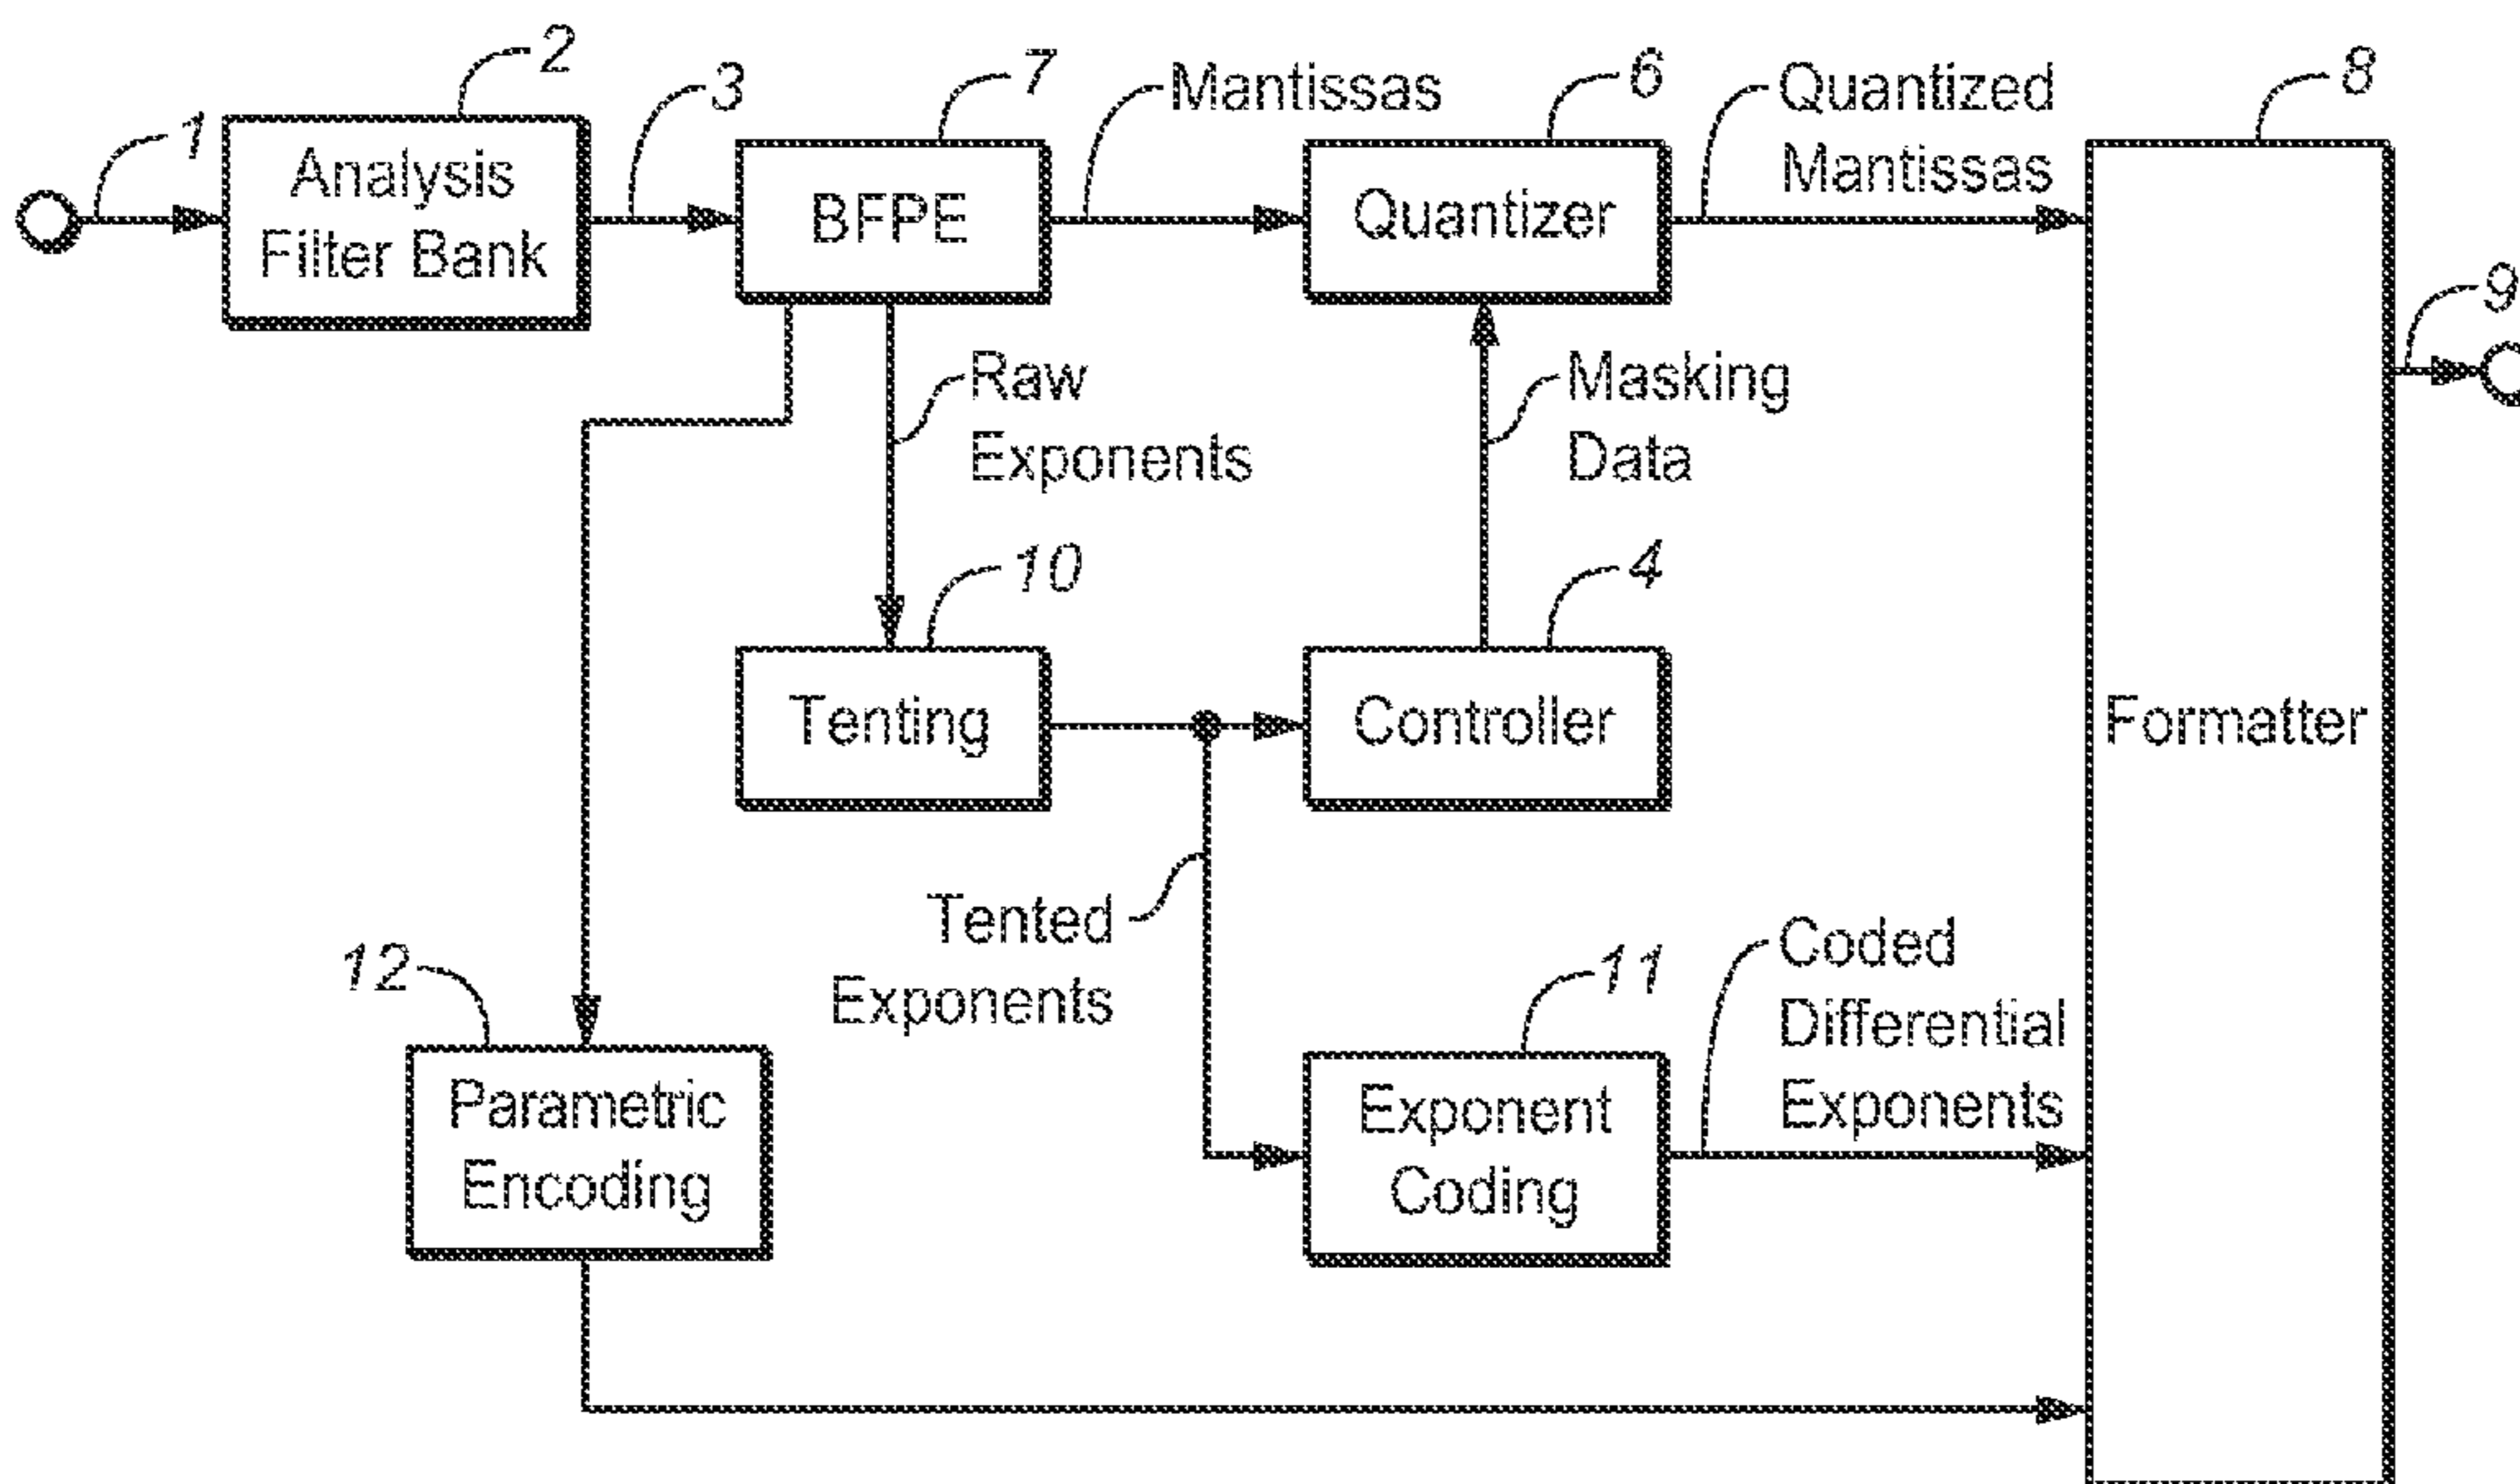 1
2
Analysis
Filter Bank
3
7
BFPE
Mantissas
6
Quantizer
Quantized
Mantissas
8
9
Raw
Exponents
Masking
Data
10
Tenting
4
Controller
Formatter
Tented
Exponents
12
Parametric
Encoding
11
Exponent
Coding
Coded
Differential
Exponents